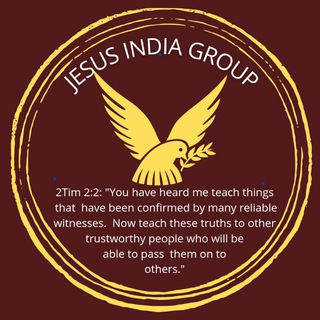 JESUS INDIA GROUP
2Tim 2:2: "You have heard me teach things
that have been confirmed by many reliable
witnesses. Now teach these truths to other
trustworthy people who will be
able to pass them on to
others."